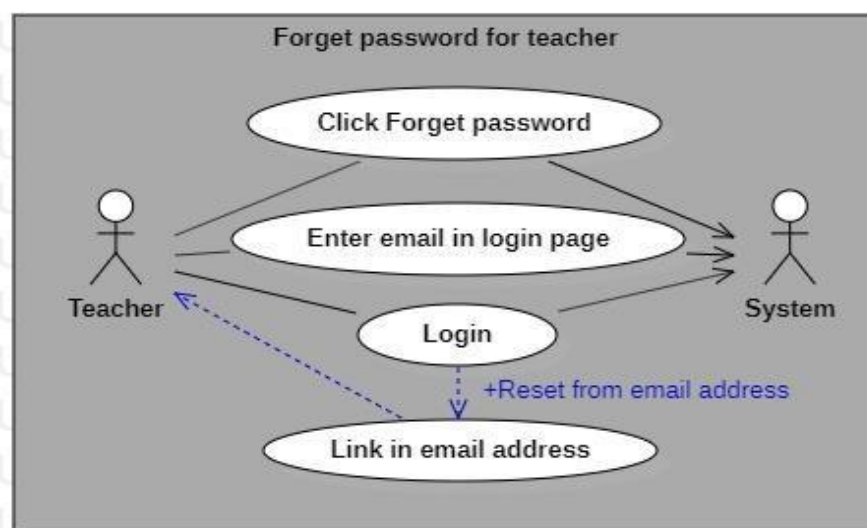 Forget password for teacher
Click Forget password
Enter email in login page
Teacher
System
Login
+Reset from email address
Link in email address